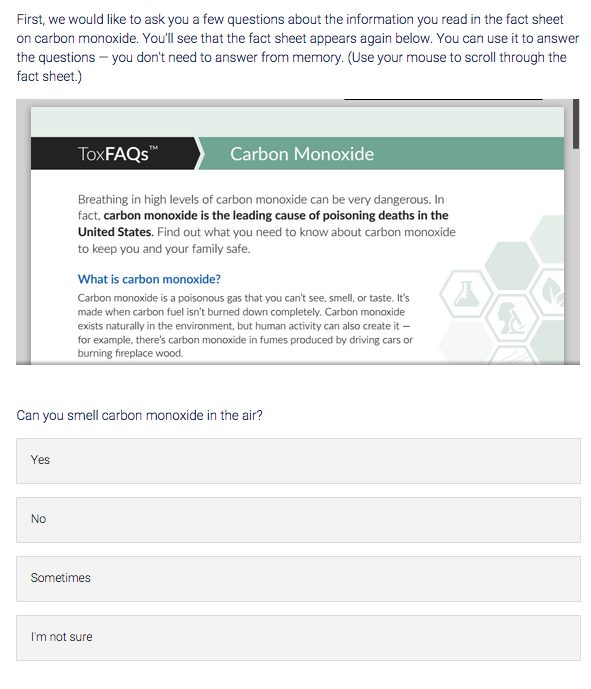 First, we would like to ask you a few questions about the information you read in the fact sheet
on carbon monoxide. You'll see that the fact sheet appears again below. You can use it to answer
the questions — you don't need to answer from memory. (Use your mouse to scroll through the
fact sheet.)
ToxFAQs™ Carbon Monoxide
Breathing in high levels of carbon monoxide can be very dangerous. In
fact, carbon monoxide is the leading cause of poisoning deaths in the
United States. Find out what you need to know about carbon monoxide
to keep you and your family safe.
What is carbon monoxide?
Carbon monoxide is a poisonous gas that you can't see, smell, or taste. It's
made when carbon fuel isn't burned down completely. Carbon monoxide
exists naturally in the environment, but human activity can also create it —
for example, there's carbon monoxide in fumes produced by driving cars or
burning fireplace wood.
Can you smell carbon monoxide in the air?
Yes
No
Sometimes
I'm not sure